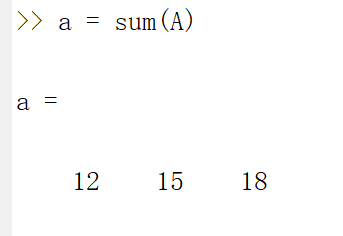 >> a = sum(A)
a =
12 15 18